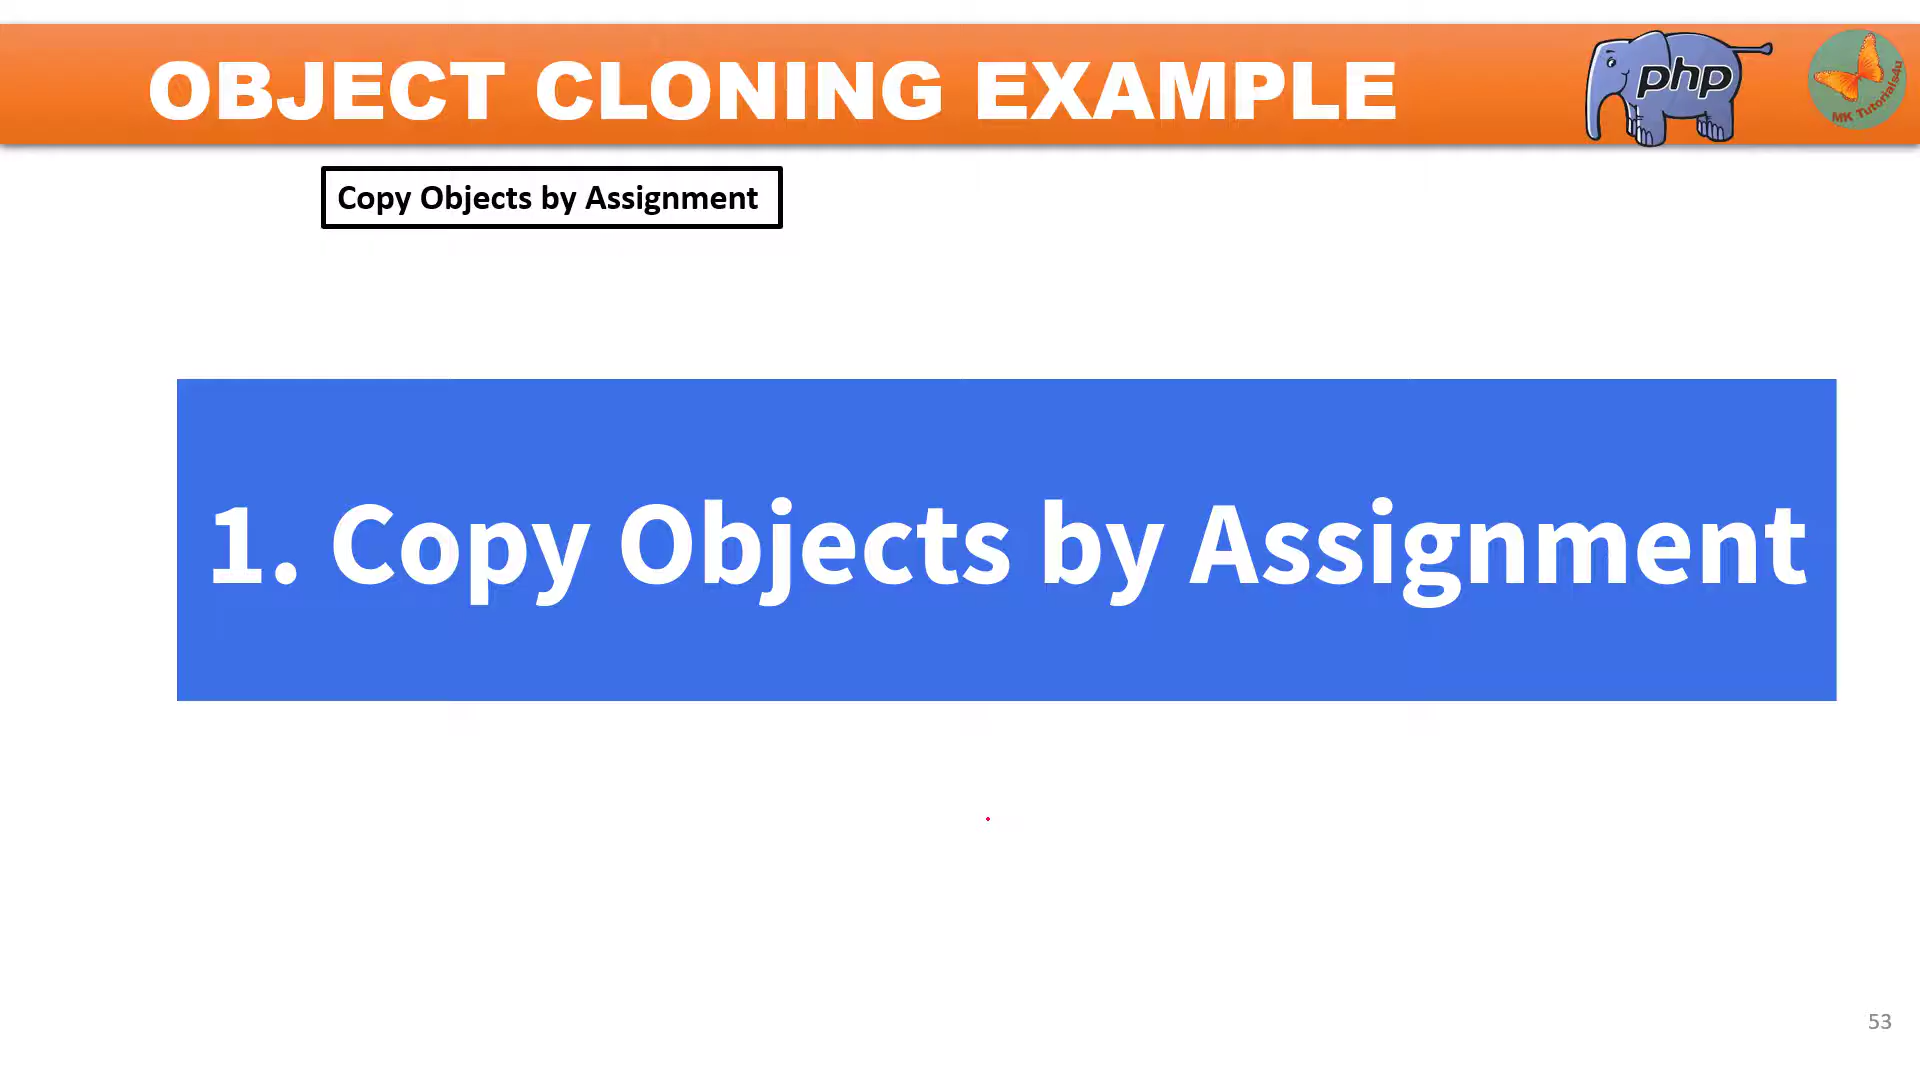 OBJECT CLONING EXAMPLE
php
MK Tutorials4u
Copy Objects by Assignment
1. Copy Objects by Assignment
53